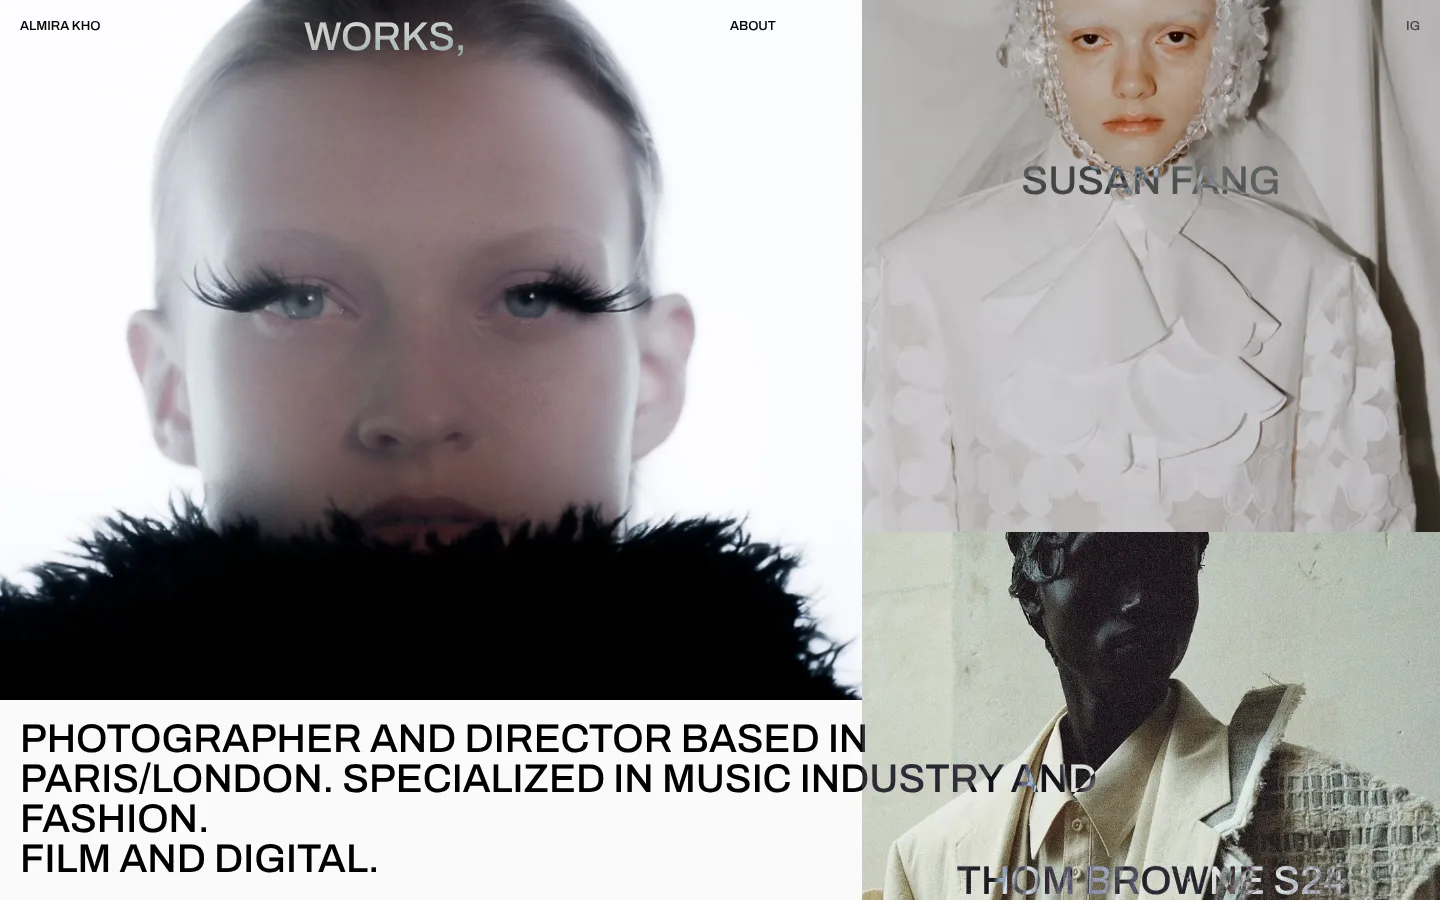 ALMIRA KHO
WORKS,
ABOUT
IG
SUSAN FANG
PHOTOGRAPHER AND DIRECTOR BASED IN
PARIS/LONDON. SPECIALIZED IN MUSIC INDUSTRY AND
FASHION.
FILM AND DIGITAL.
THOM BROWNE S24